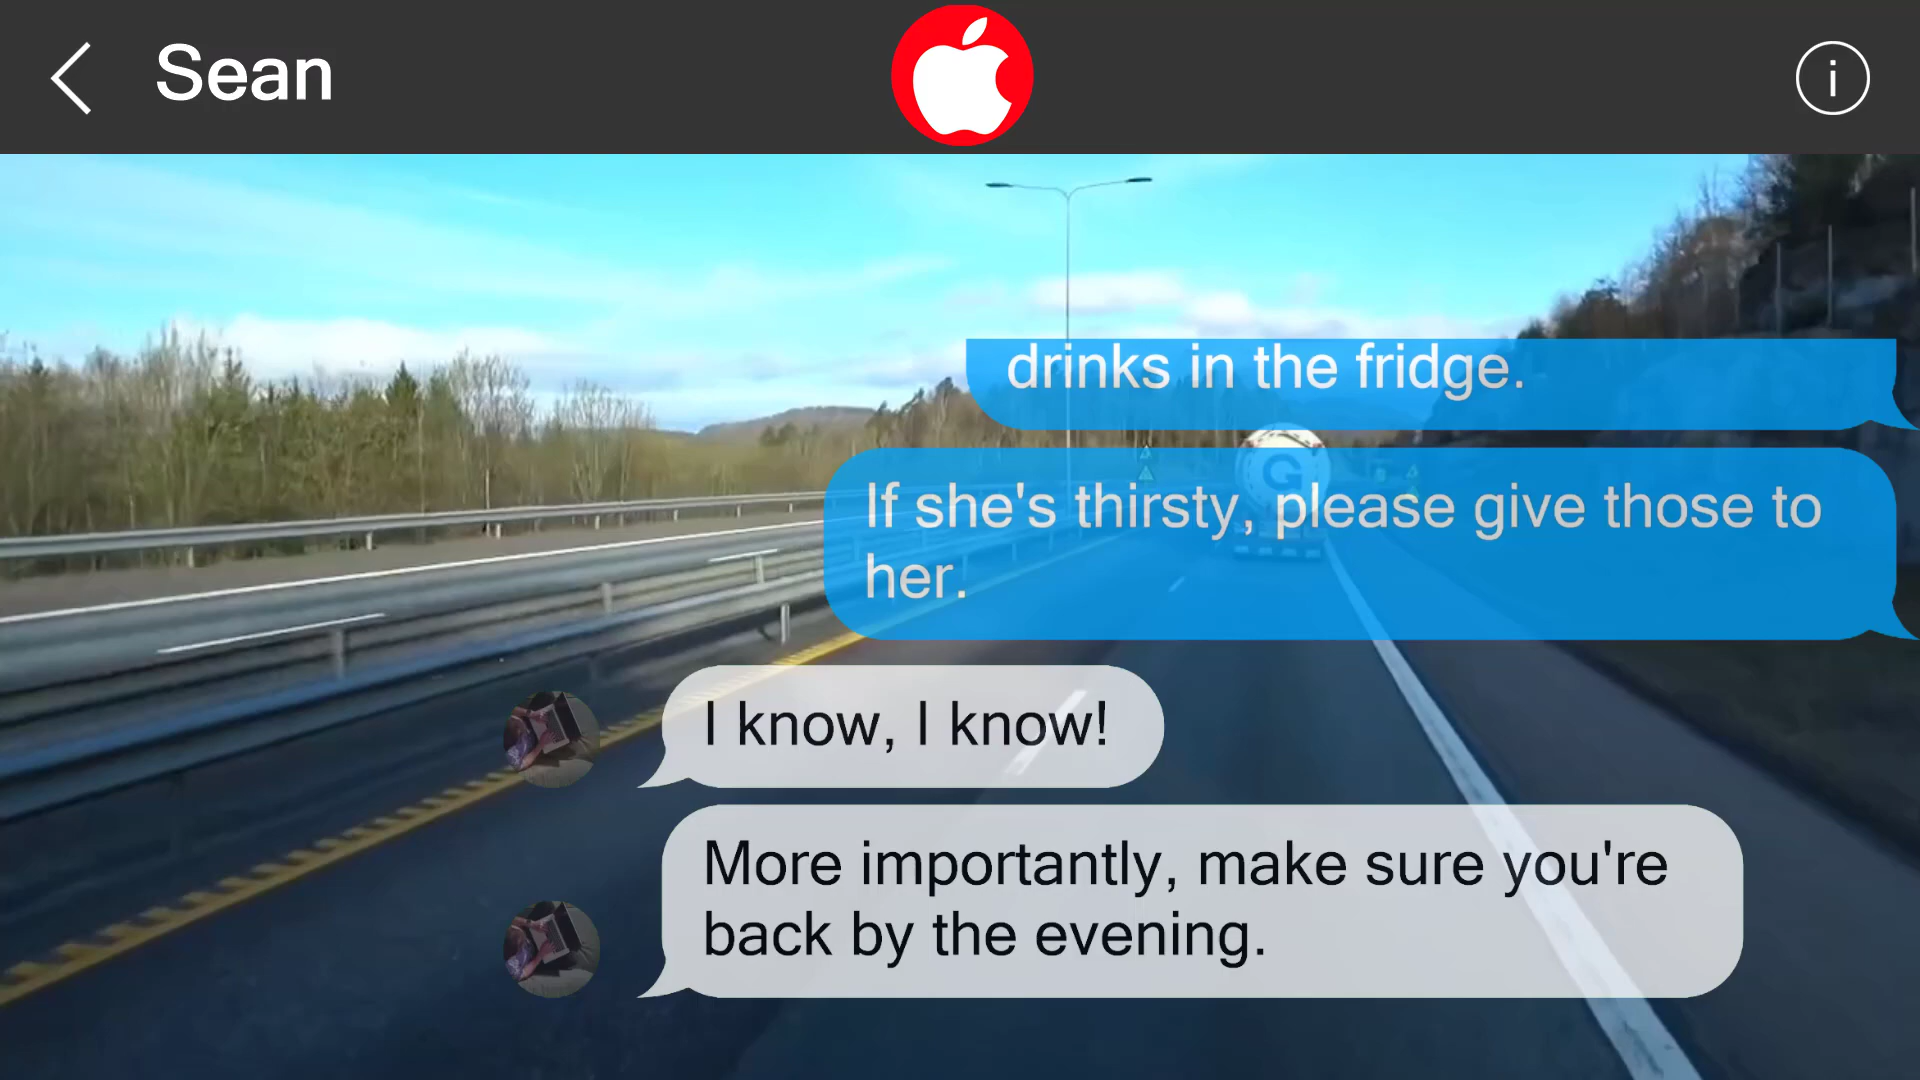 Sean
drinks in the fridge.
If she's thirsty, please give those to
her.
G
I know, I know!
More importantly, make sure you're
back by the evening.